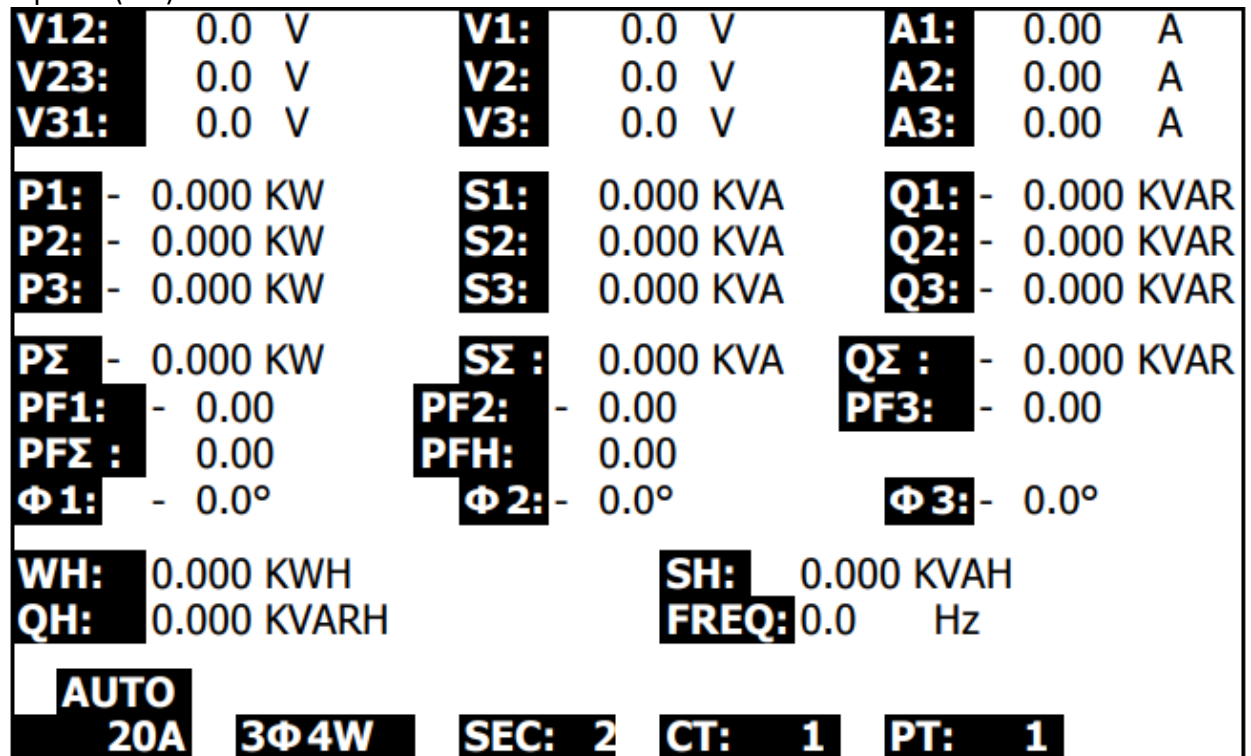 V12: 0.0 V V1: 0.0 V A1: 0.00 A
V23: 0.0 V V2: 0.0 V A2: 0.00 A
V31: 0.0 V V3: 0.0 V A3: 0.00 A
P1: - 0.000 KW S1: 0.000 KVA Q1: - 0.000 KVAR
P2: - 0.000 KW S2: 0.000 KVA Q2: - 0.000 KVAR
P3: - 0.000 KW S3: 0.000 KVA Q3: - 0.000 KVAR
PΣ - 0.000 KW SΣ : 0.000 KVA QΣ : - 0.000 KVAR
PF1: - 0.00 PF2: - 0.00 PF3: - 0.00
PFΣ : 0.00 PFH: 0.00
Φ1: - 0.0° Φ2: - 0.0° Φ3: - 0.0°
WH: 0.000 KWH SH: 0.000 KVAH
QH: 0.000 KVARH FREQ: 0.0 Hz
AUTO
20A 3Φ4W SEC: 2 CT: 1 PT: 1